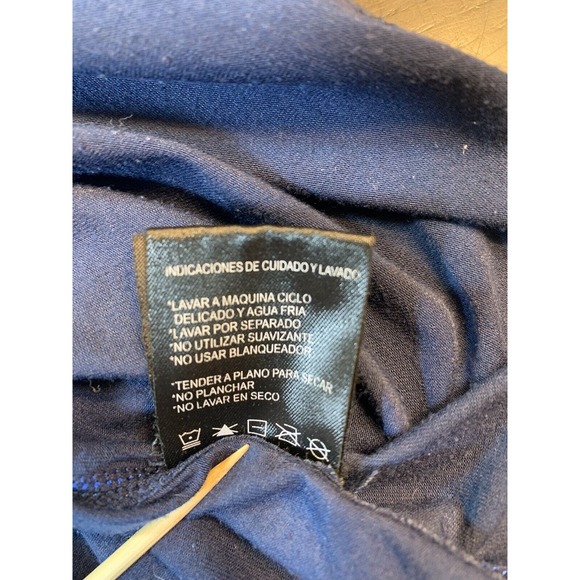 INDICACIONES DE CUIDADO Y LAVADO
*LAVAR A MAQUINA CICLO
DELICADO Y AGUA FRIA
*LAVAR POR SEPARADO
*NO UTILIZAR SUAVIZANTE
*NO USAR BLANQUEADOR
*TENDER A PLANO PARA SECAR
*NO PLANCHAR
*NO LAVAR EN SECO